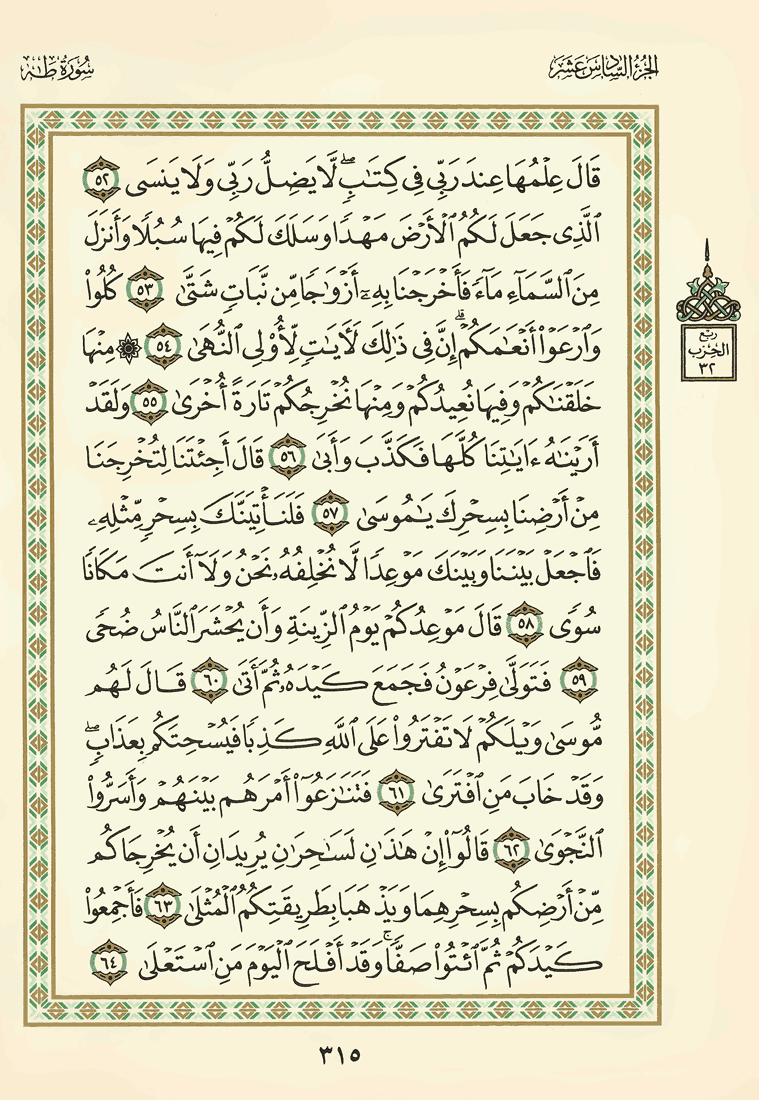 الجزء السادس عشر
سورة طه
قَالَ عِلْمُهَا عِندَ رَبِّى فِى كِتَٰبٍۖ لَّا يَضِلُّ رَبِّى وَلَا يَنسَى ٥٢
ٱلَّذِى جَعَلَ لَكُمُ ٱلْأَرْضَ مَهْدًا وَسَلَكَ لَكُمْ فِيهَا سُبُلًا وَأَنزَلَ
مِنَ ٱلسَّمَآءِ مَآءً فَأَخْرَجْنَا بِهِۦٓ أَزْوَٰجًا مِّن نَّبَاتٍ شَتَّىٰ ٥٣ كُلُوا۟
وَٱرْعَوْا۟ أَنْعَٰمَكُمْۗ إِنَّ فِى ذَٰلِكَ لَءَايَٰتٍ لِّأُو۟لِى ٱلنُّهَىٰ ٥٤ ۞ مِنْهَا
خَلَقْنَٰكُمْ وَفِيهَا نُعِيدُكُمْ وَمِنْهَا نُخْرِجُكُمْ تَارَةً أُخْرَىٰ ٥٥ وَلَقَدْ
أَرَيْنَٰهُ ءَايَٰتِنَا كُلَّهَا فَكَذَّبَ وَأَبَىٰ ٥٦ قَالَ أَجِئْتَنَا لِتُخْرِجَنَا
مِنْ أَرْضِنَا بِسِحْرِكَ يَٰمُوسَىٰ ٥٧ فَلَنَأْتِيَنَّكَ بِسِحْرٍ مِّثْلِهِۦ
فَٱجْعَلْ بَيْنَنَا وَبَيْنَكَ مَوْعِدًا لَّا نُخْلِفُهُۥ نَحْنُ وَلَآ أَنتَ مَكَانًا
سُوًى ٥٨ قَالَ مَوْعِدُكُمْ يَوْمُ ٱلزِّينَةِ وَأَن يُحْشَرَ ٱلنَّاسُ ضُحًى
٥٩ فَتَوَلَّىٰ فِرْعَوْنُ فَجَمَعَ كَيْدَهُۥ ثُمَّ أَتَىٰ ٦٠ قَالَ لَهُم
مُّوسَىٰ وَيْلَكُمْ لَا تَفْتَرُوا۟ عَلَى ٱللَّهِ كَذِبًا فَيُسْحِتَكُم بِعَذَابٍۖ
وَقَدْ خَابَ مَنِ ٱفْتَرَىٰ ٦١ فَتَنَٰزَعُوٓا۟ أَمْرَهُم بَيْنَهُمْ وَأَسَرُّوا۟
ٱلنَّجْوَىٰ ٦٢ قَالُوٓا۟ إِنْ هَٰذَٰنِ لَسَٰحِرَٰنِ يُرِيدَانِ أَن يُخْرِجَاكُم
مِّنْ أَرْضِكُم بِسِحْرِهِمَا وَيَذْهَبَا بِطَرِيقَتِكُمُ ٱلْمُثْلَىٰ ٦٣ فَأَجْمِعُوا۟
كَيْدَكُمْ ثُمَّ ٱئْتُوا۟ صَفًّاۚ وَقَدْ أَفْلَحَ ٱلْيَوْمَ مَنِ ٱسْتَعْلَىٰ ٦٤
ربع
الحزب
٣٢
٣١٥